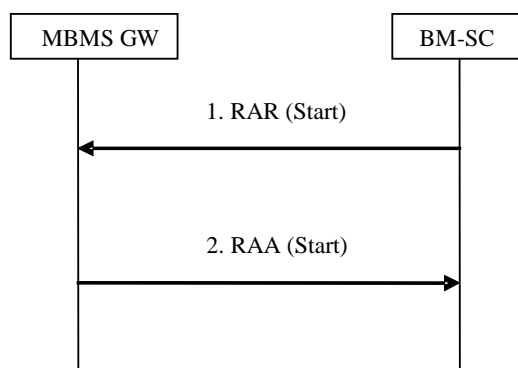 MBMS GW
BM-SC
1. RAR (Start)
2. RAA (Start)